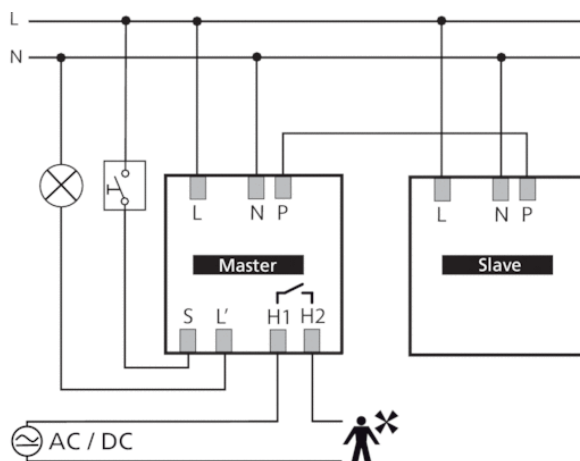 L
N
L N P
L N P
Master
Slave
S L' H1 H2
AC / DC